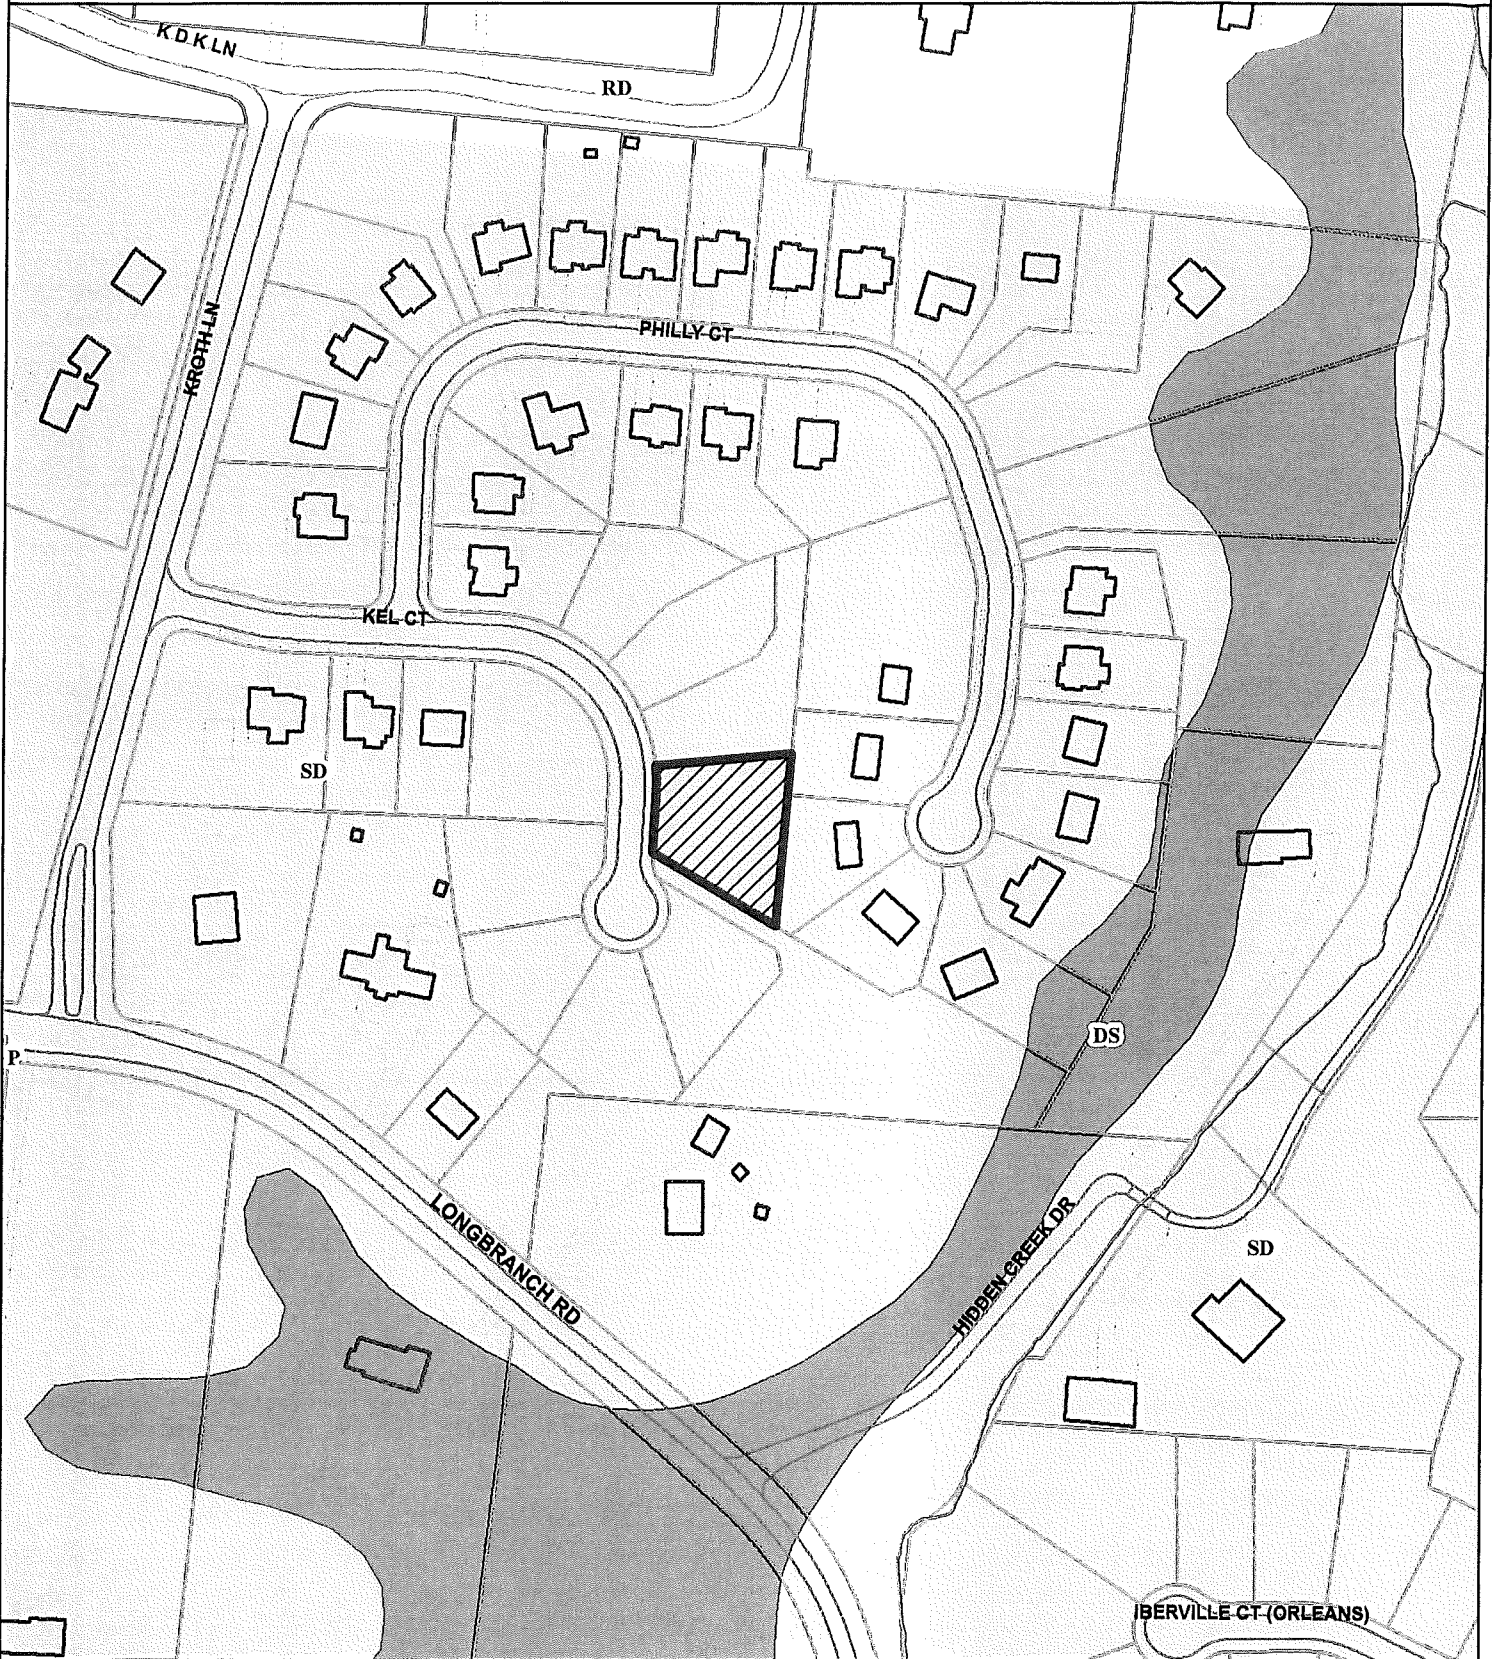 K D K LN
RD
KROTH LN
PHILLY CT
KEL CT
SD
DS
P
LONGBRANCH RD
HIDDEN CREEK DR
SD
IBERVILLE CT (ORLEANS)